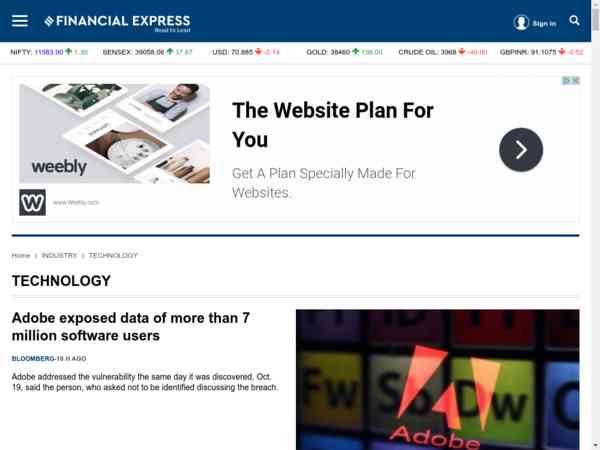 FINANCIAL EXPRESS
Read to Lead
Sign in
NIFTY: 11583.90 1.30 SENSEX: 39058.06 37.67 USD: 70.885 -0.14 GOLD: 38460 198.00 CRUDE OIL: 3968 -40.00 GBPINR: 91.1075 -0.52
The Website Plan For
You
Get A Plan Specially Made For
Websites.
weebly
www.Weebly.com
Home | INDUSTRY | TECHNOLOGY
TECHNOLOGY
Adobe exposed data of more than 7
million software users
BLOOMBERG-16 H AGO
Adobe addressed the vulnerability the same day it was discovered, Oct.
19, said the person, who asked not to be identified discussing the breach.
Fw Sb Dw
Adobe